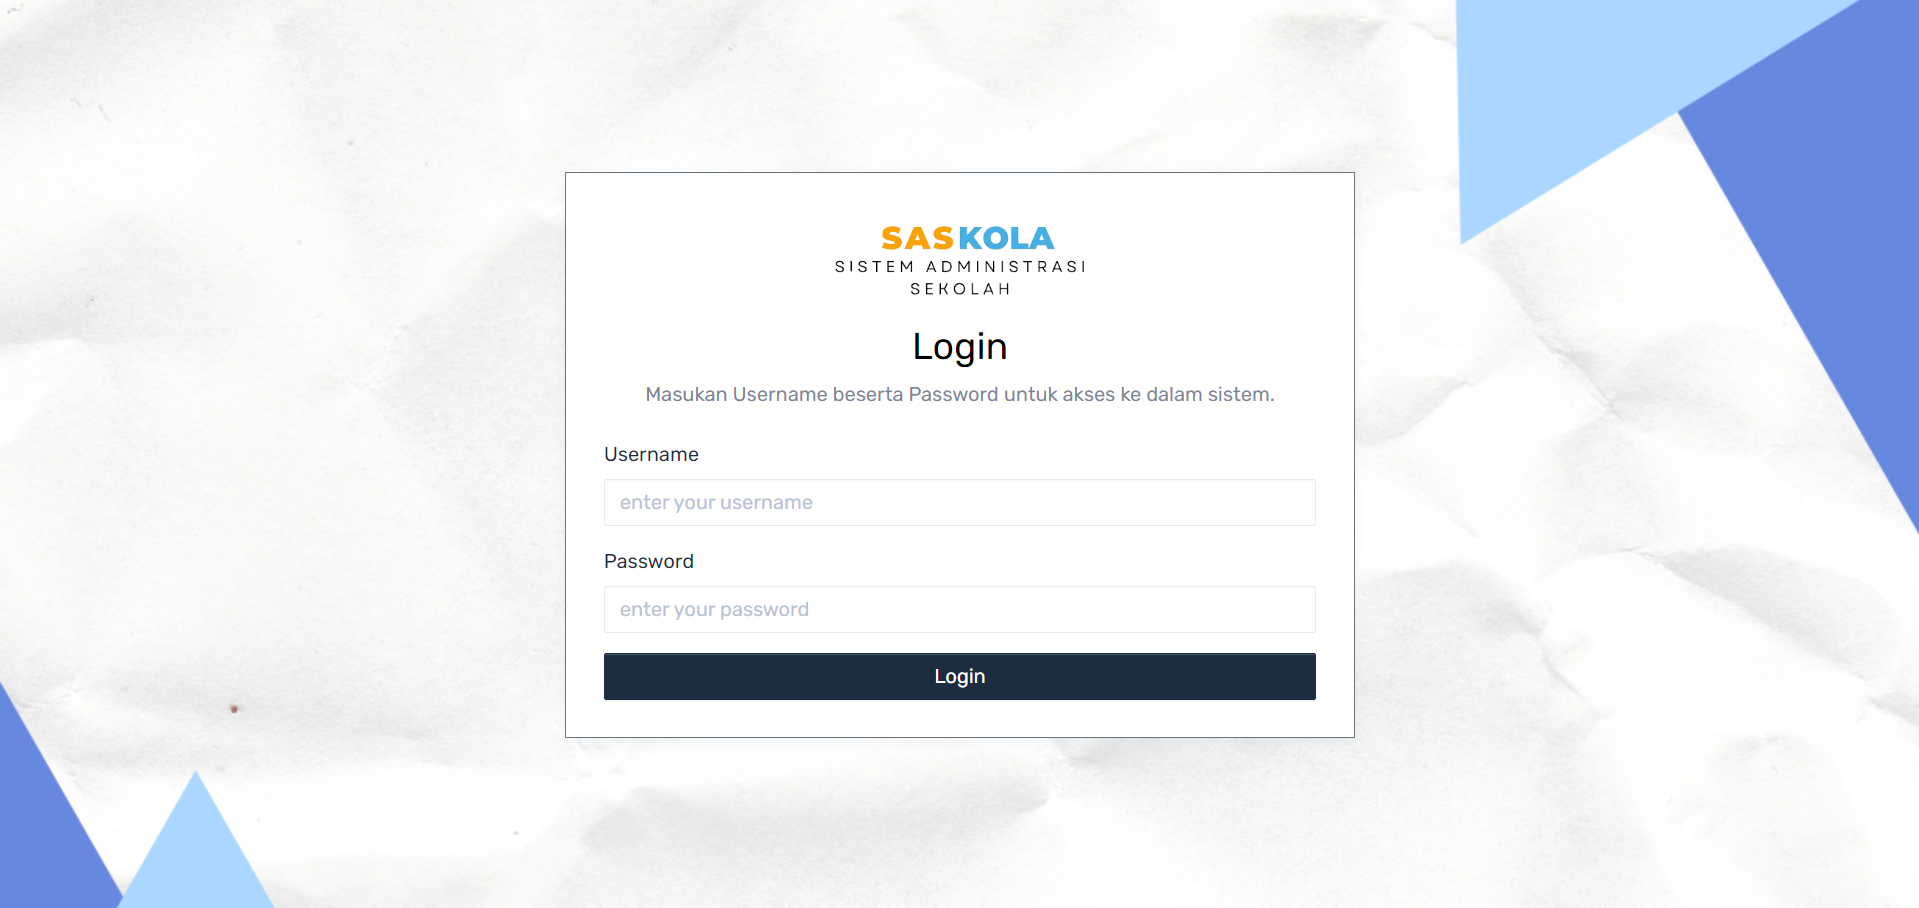 SASKOLA
SISTEM ADMINISTRASI
SEKOLAH
Login
Masukan Username beserta Password untuk akses ke dalam sistem.
Username
enter your username
Password
enter your password
Login